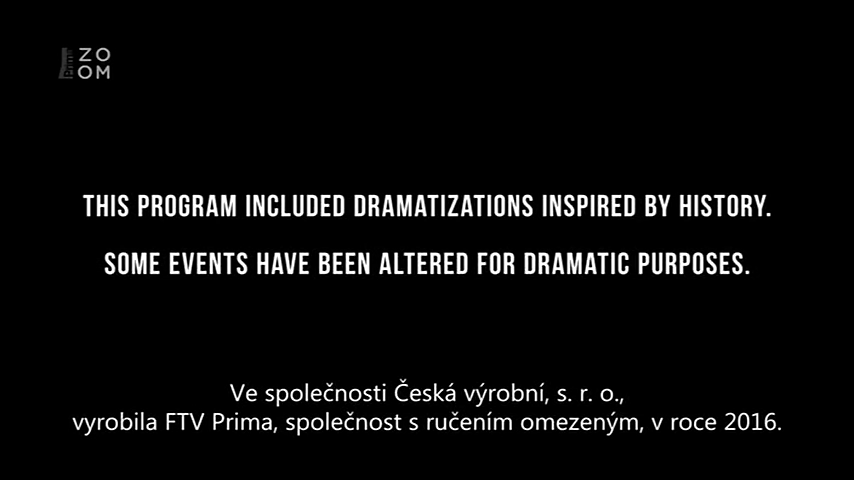 ZO
OM
THIS PROGRAM INCLUDED DRAMATIZATIONS INSPIRED BY HISTORY.
SOME EVENTS HAVE BEEN ALTERED FOR DRAMATIC PURPOSES.
Ve společnosti Česká výrobní, s. r. o.,
vyrobila FTV Prima, společnost s ručením omezeným, v roce 2016.